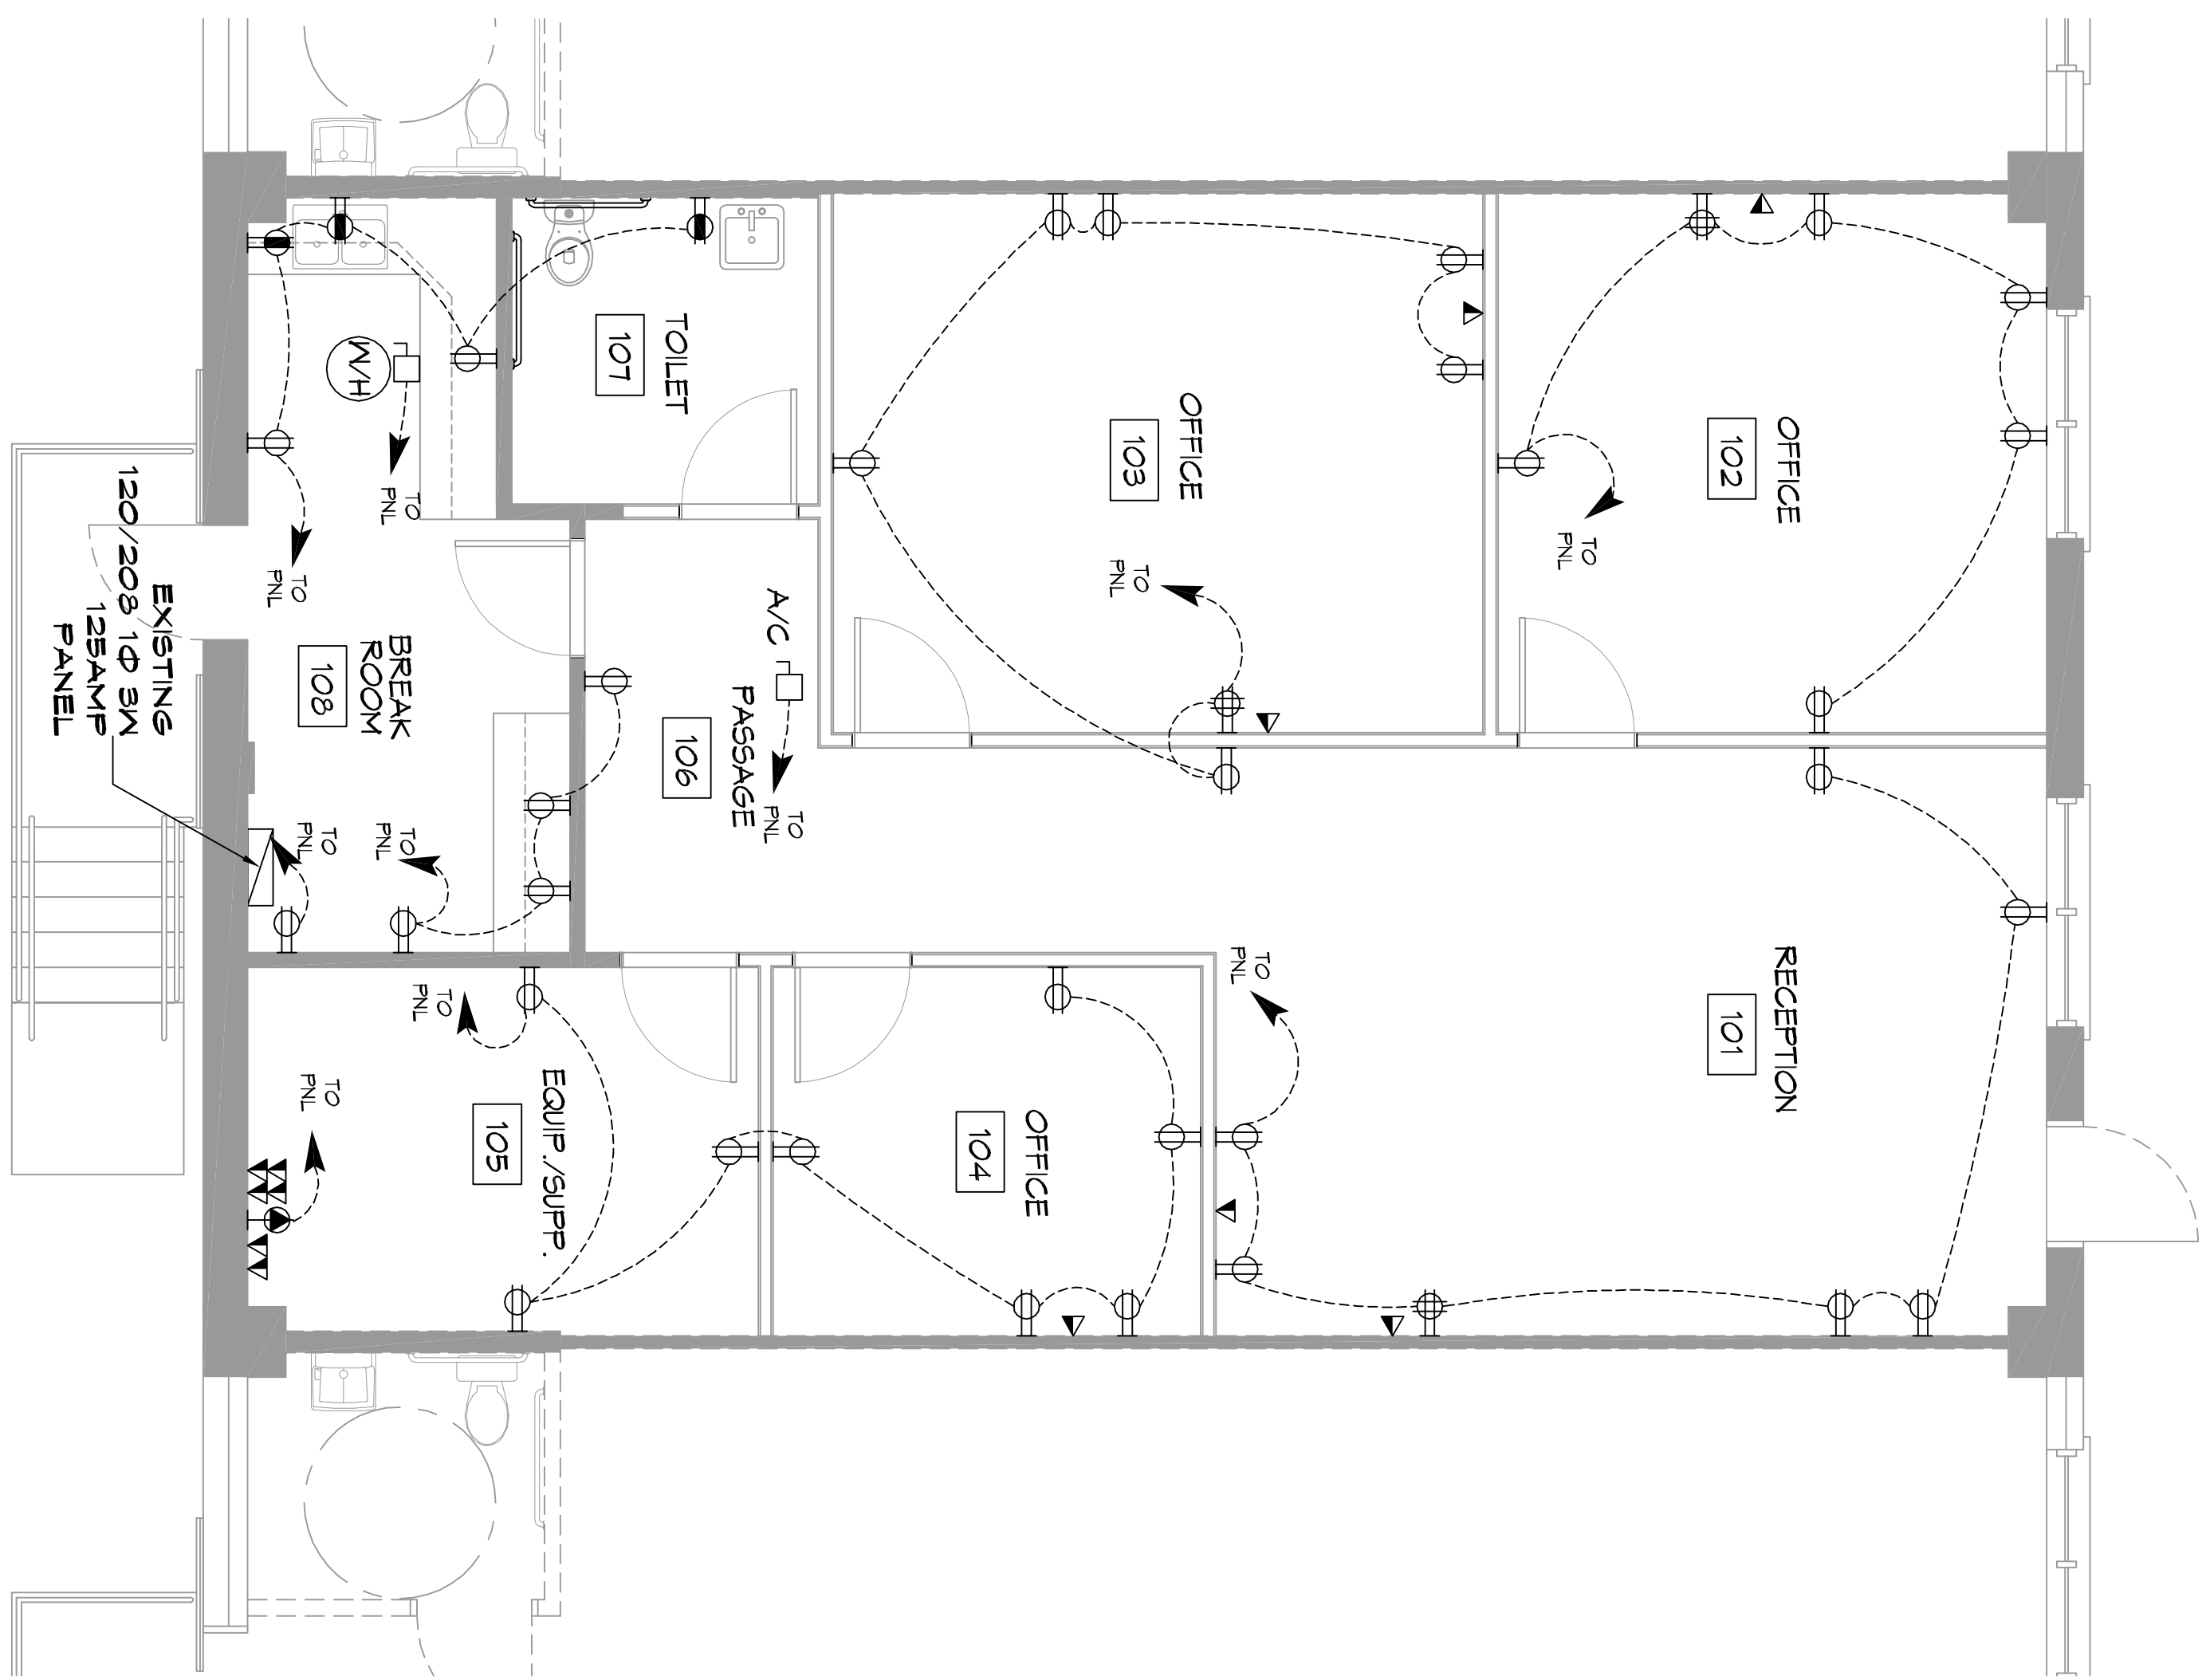 TOILET
107
OFFICE
103
OFFICE
102
W/H
TO
PNL
TO
PNL
TO
PNL
TO
PNL
A/C
PASSAGE
106
TO
PNL
BREAK
ROOM
108
EXISTING
120/208 1Φ 3W
125AMP
PANEL
TO
PNL
TO
PNL
TO
PNL
RECEPTION
101
TO
PNL
EQUIP./SUPP.
105
OFFICE
104
TO
PNL